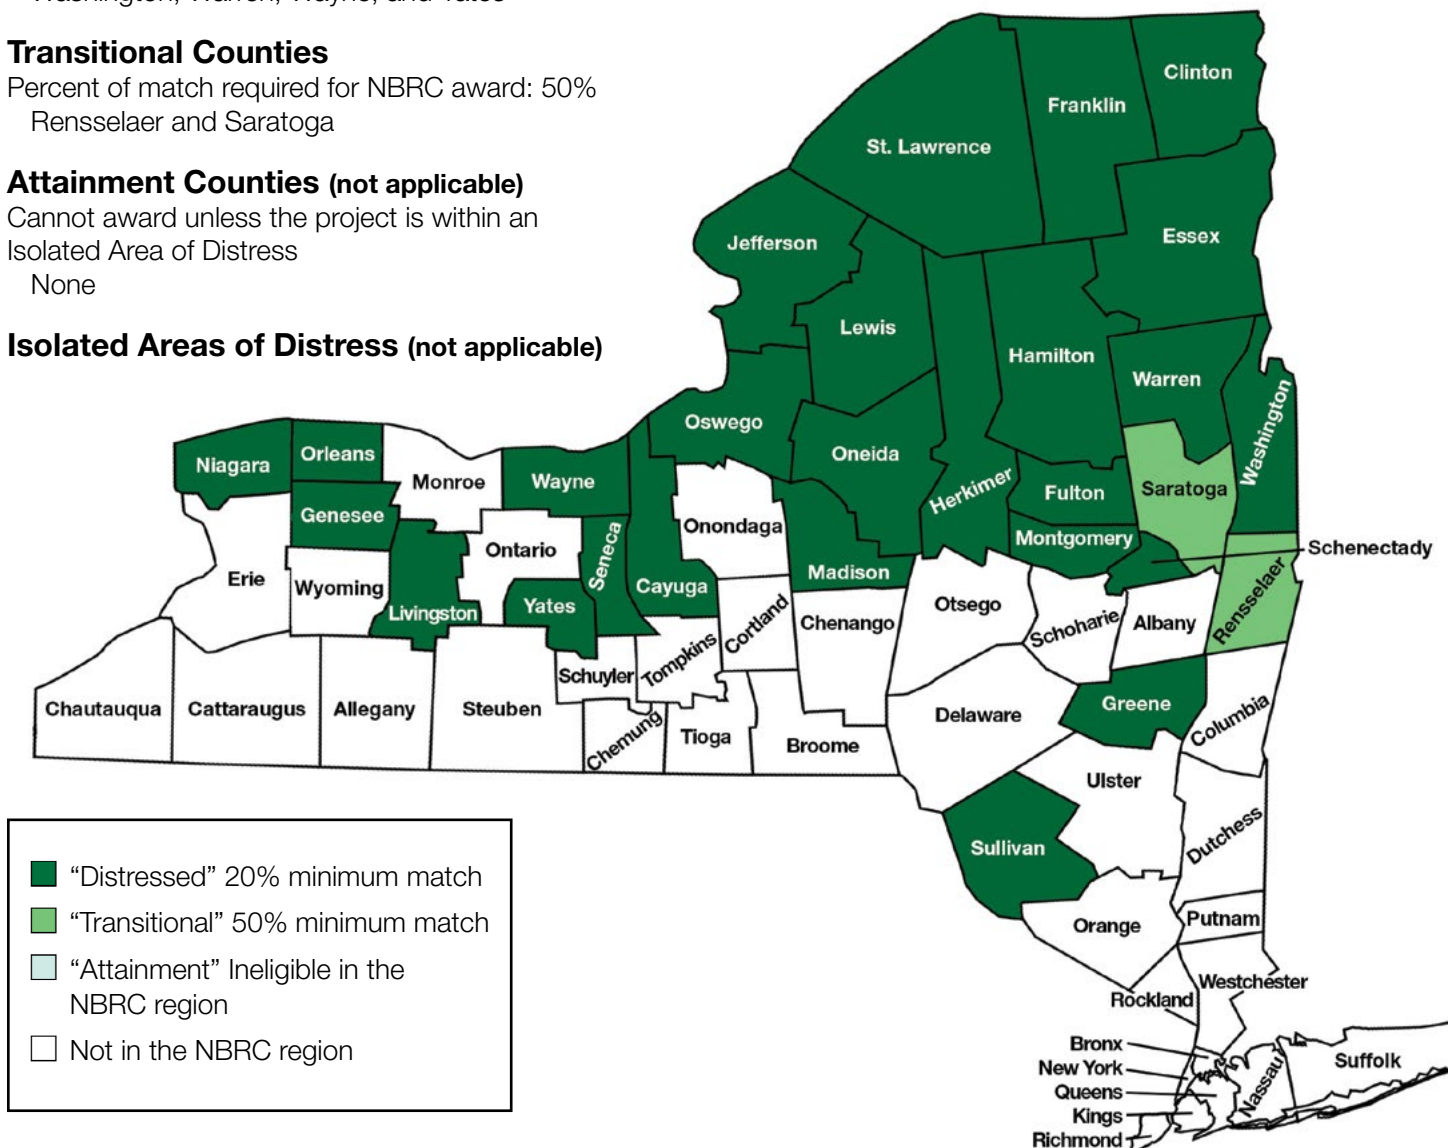 Washington, Warren, Wayne, and Yates
Transitional Counties
Percent of match required for NBRC award: 50%
Rensselaer and Saratoga
Attainment Counties (not applicable)
Cannot award unless the project is within an
Isolated Area of Distress
None
Isolated Areas of Distress (not applicable)
Clinton
Franklin
St. Lawrence
Essex
Jefferson
Lewis
Hamilton
Warren
Washington
Oswego
Oneida
Herkimer
Niagara
Orleans
Monroe
Wayne
Genesee
Fulton
Saratoga
Onondaga
Ontario
Seneca
Montgomery
Schenectady
Erie
Wyoming
Livingston
Yates
Cayuga
Madison
Cortland
Chenango
Otsego
Schoharie
Albany
Rensselaer
Schuyler
Tompkins
Chautauqua
Cattaraugus
Allegany
Steuben
Chemung
Tioga
Broome
Delaware
Greene
Columbia
Ulster
Sullivan
Dutchess
Orange
Putnam
Westchester
Rockland
Bronx
New York
Queens
Kings
Richmond
Nassau
Suffolk
“Distressed” 20% minimum match
“Transitional” 50% minimum match
“Attainment” Ineligible in the
NBRC region
Not in the NBRC region